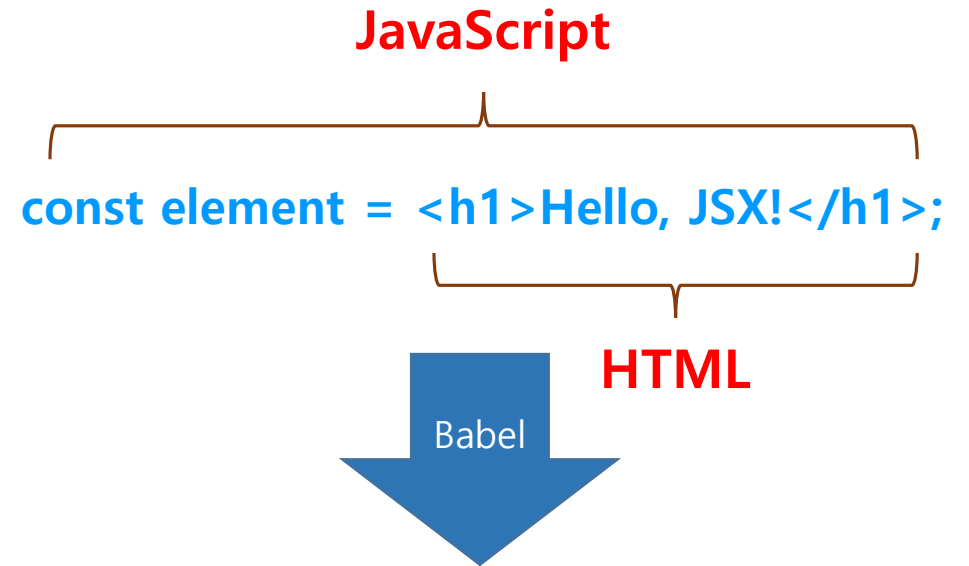 JavaScript
const element = <h1>Hello, JSX!</h1>;
HTML
Babel